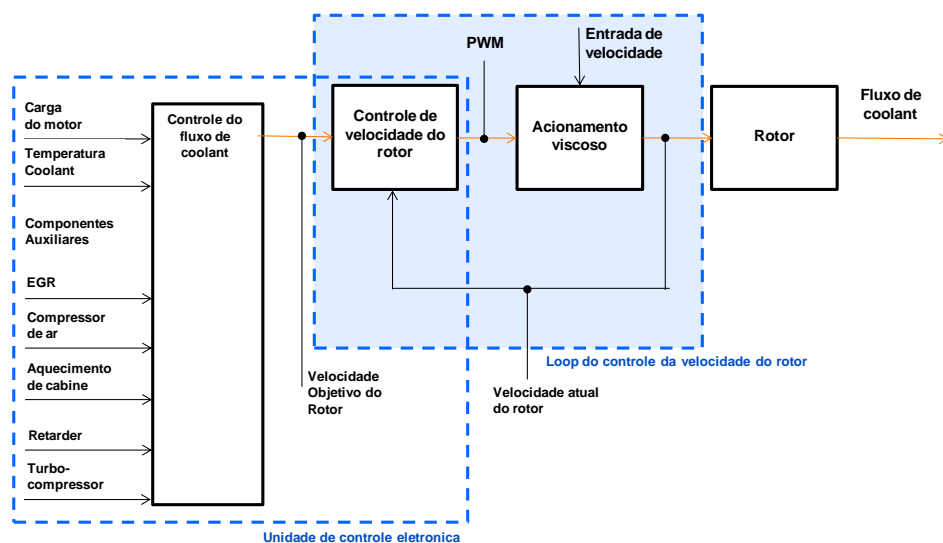 PWM
Entrada de
velocidade
Carga
do motor
Temperatura
Coolant
Componentes
Auxiliares
EGR
Compressor
de ar
Aquecimento
de cabine
Retarder
Turbo-
compressor
Controle do
fluxo de
coolant
Controle de
velocidade do
rotor
Acionamento
viscoso
Rotor
Fluxo de
coolant
Velocidade
Objetivo do
Rotor
Velocidade atual
do rotor
Loop do controle da velocidade do rotor
Unidade de controle eletronica